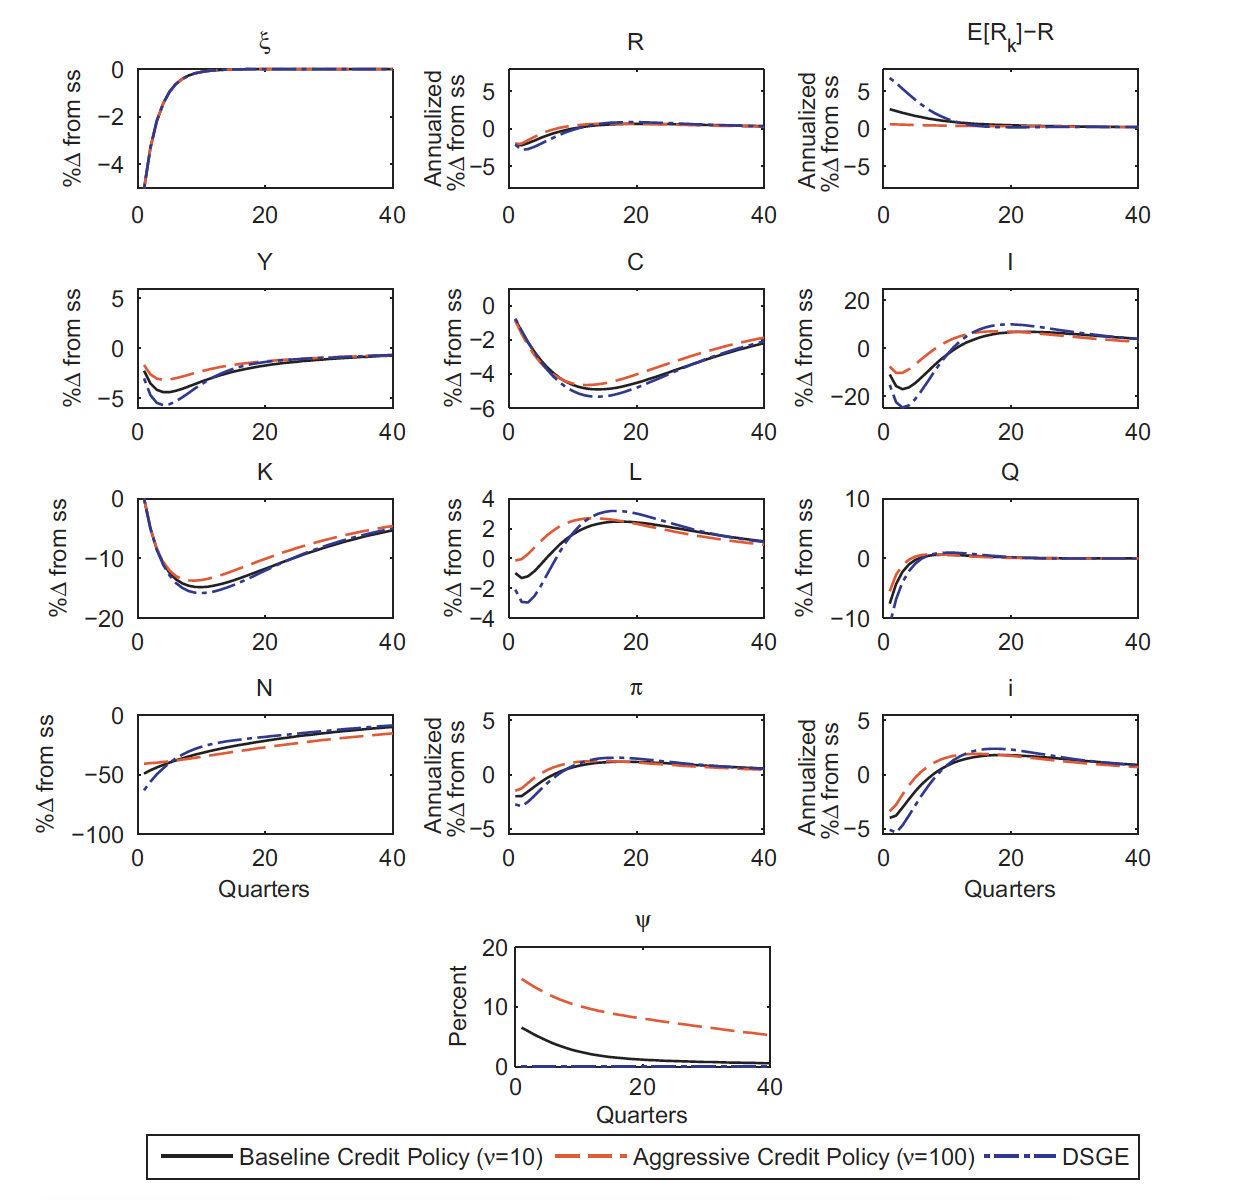 ξ R E[Rk]−R
%Δ from ss 0 −2 −4 0 20 40
Annualized %Δ from ss 5 0 −5 0 20 40
Annualized %Δ from ss 5 0 −5 0 20 40
Y C I
%Δ from ss 5 0 −5 0 20 40
%Δ from ss 0 −2 −4 −6 0 20 40
%Δ from ss 20 0 −20 0 20 40
K L Q
%Δ from ss 0 −10 −20 0 20 40
%Δ from ss 4 2 0 −2 −4 0 20 40
%Δ from ss 10 0 −10 0 20 40
N π i
%Δ from ss 0 −50 −100 0 20 40
Annualized %Δ from ss 5 0 −5 0 20 40
Annualized %Δ from ss 5 0 −5 0 20 40
Quarters Quarters
ψ
Percent 20 10 0 0 20 40
Quarters
Baseline Credit Policy (ν=10) Aggressive Credit Policy (ν=100) DSGE